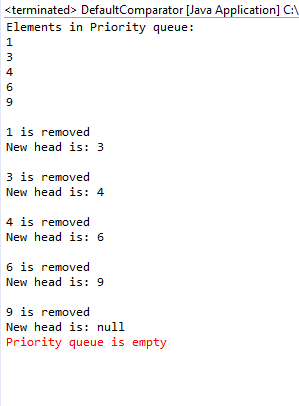 <terminated> DefaultComparator [Java Application] C:\
Elements in Priority queue:
1
3
4
6
9
1 is removed
New head is: 3
3 is removed
New head is: 4
4 is removed
New head is: 6
6 is removed
New head is: 9
9 is removed
New head is: null
Priority queue is empty